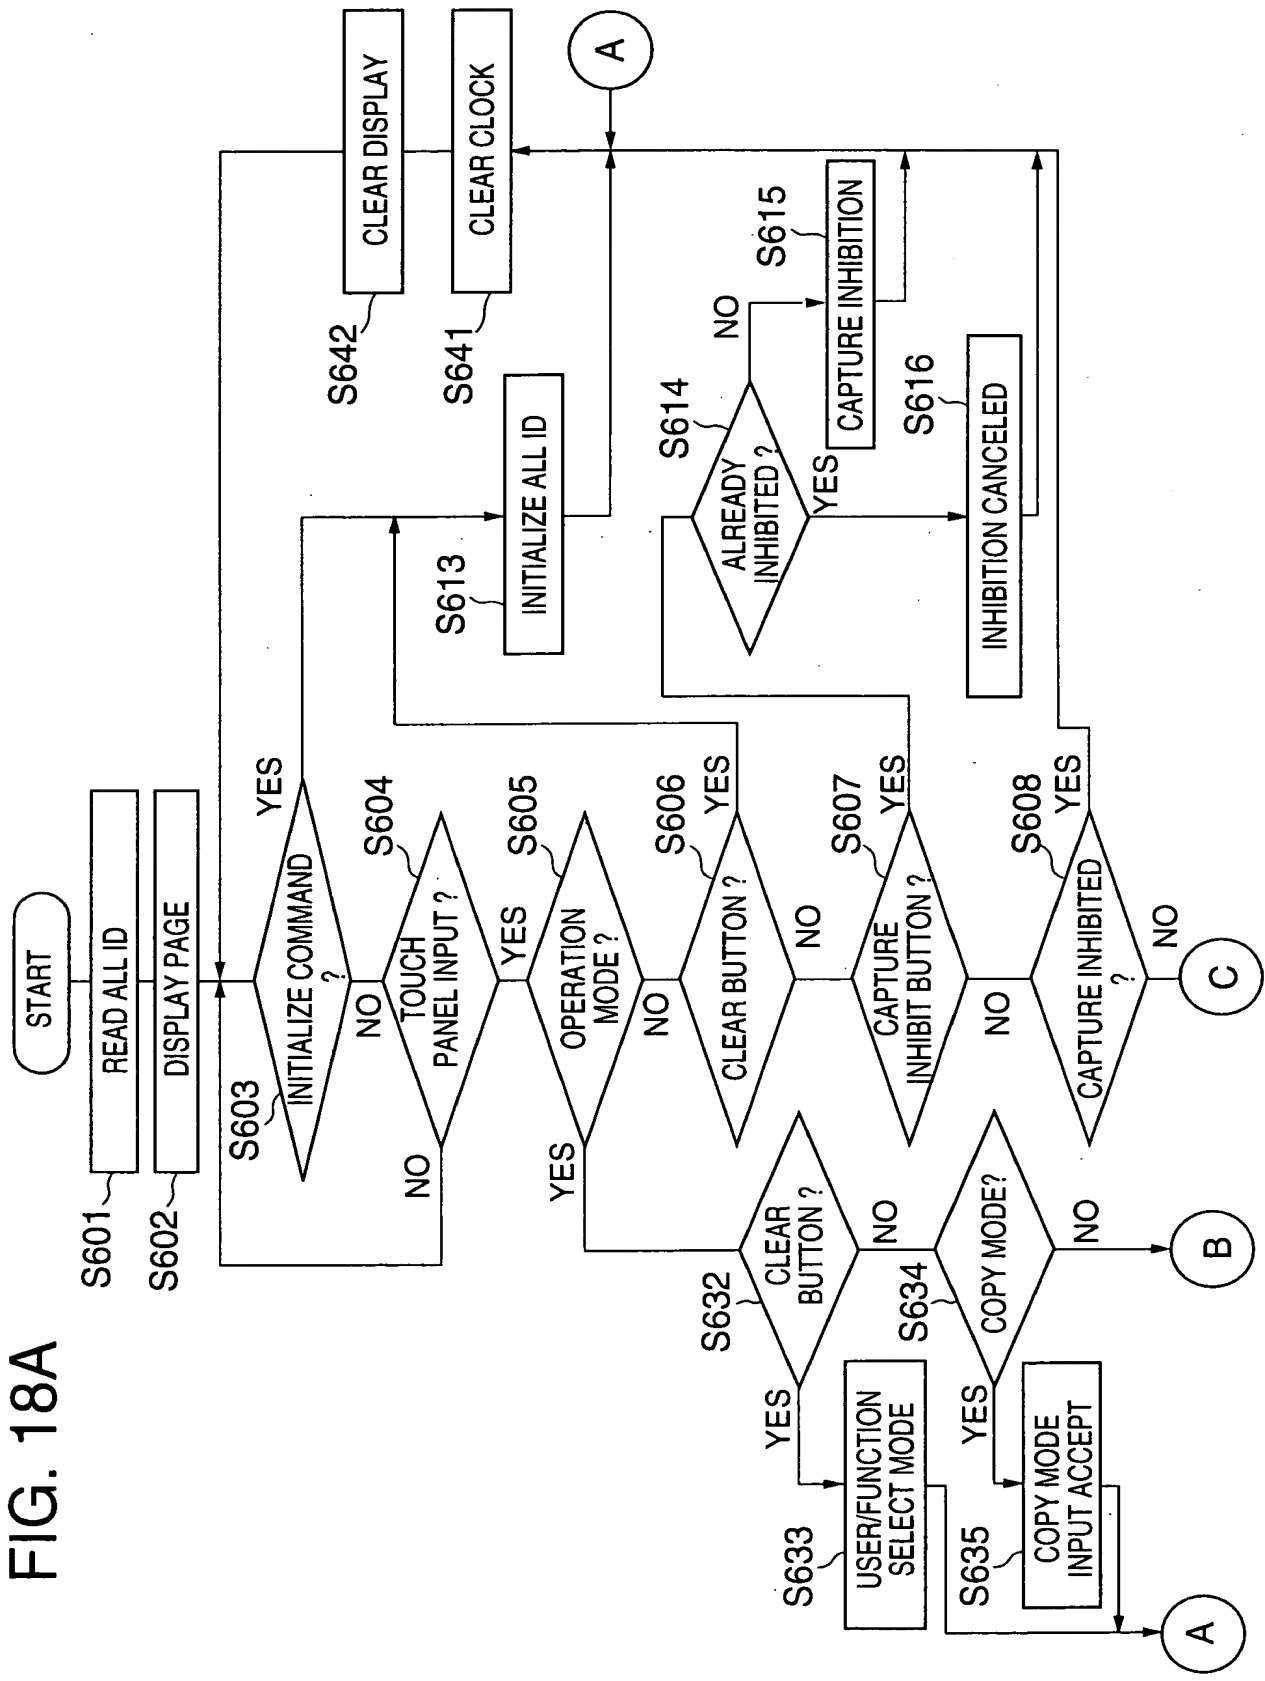 FIG. 18A
START
S601
READ ALL ID
S602
DISPLAY PAGE
S603
INITIALIZE COMMAND
?
YES
NO
S604
TOUCH
PANEL INPUT ?
NO
YES
S605
OPERATION
MODE ?
YES
NO
S606
CLEAR BUTTON ?
YES
NO
S607
CAPTURE
INHIBIT BUTTON ?
YES
NO
S608
CAPTURE INHIBITED
?
YES
NO
C
S632
CLEAR
BUTTON ?
YES
NO
S633
USER/FUNCTION
SELECT MODE
S634
COPY MODE?
YES
NO
S635
COPY MODE
INPUT ACCEPT
A
B
S613
INITIALIZE ALL ID
S614
ALREADY
INHIBITED ?
NO
YES
S615
CAPTURE INHIBITION
S616
INHIBITION CANCELED
S642
CLEAR DISPLAY
S641
CLEAR CLOCK
A